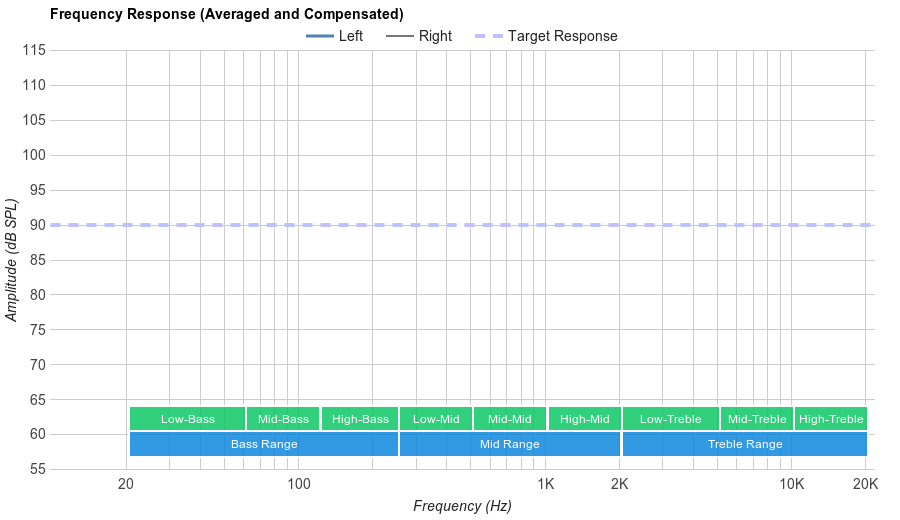 Frequency Response (Averaged and Compensated)
Left Right Target Response
115
110
105
100
95
90
85
80
75
70
65
60
55
Amplitude (dB SPL)
Low-Bass Mid-Bass High-Bass Low-Mid Mid-Mid High-Mid Low-Treble Mid-Treble High-Treble
Bass Range Mid Range Treble Range
20 100 1K 2K 10K 20K
Frequency (Hz)